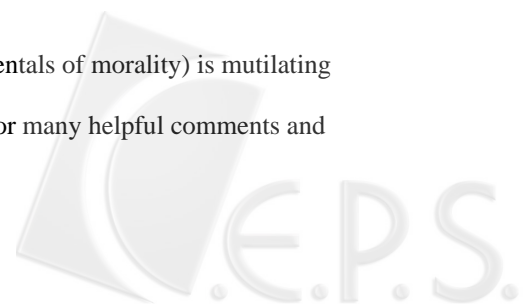 entals of morality) is mutilating
or many helpful comments and
C.E.P.S.